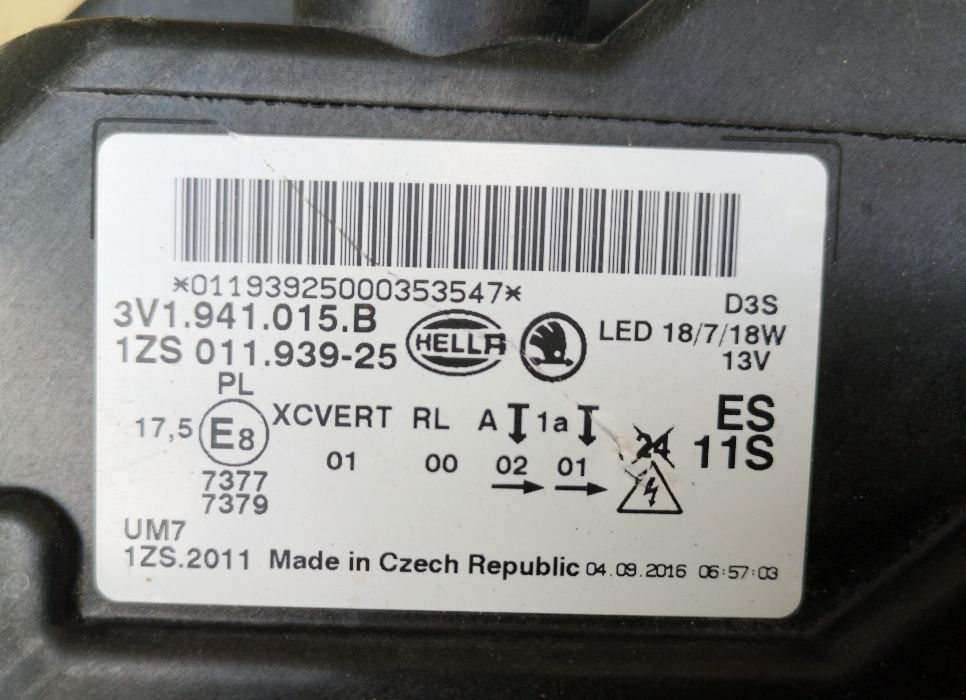 *01193925000353547*
3V1.941.015.B
1ZS 011.939-25
HELLA
D3S
LED 18/7/18W
13V
PL
17,5 E8 XCVERT RL A 1a
01 00 02 01
7377
7379
24
ES
11S
UM7
1ZS.2011 Made in Czech Republic 04.09.2016 06:57:03